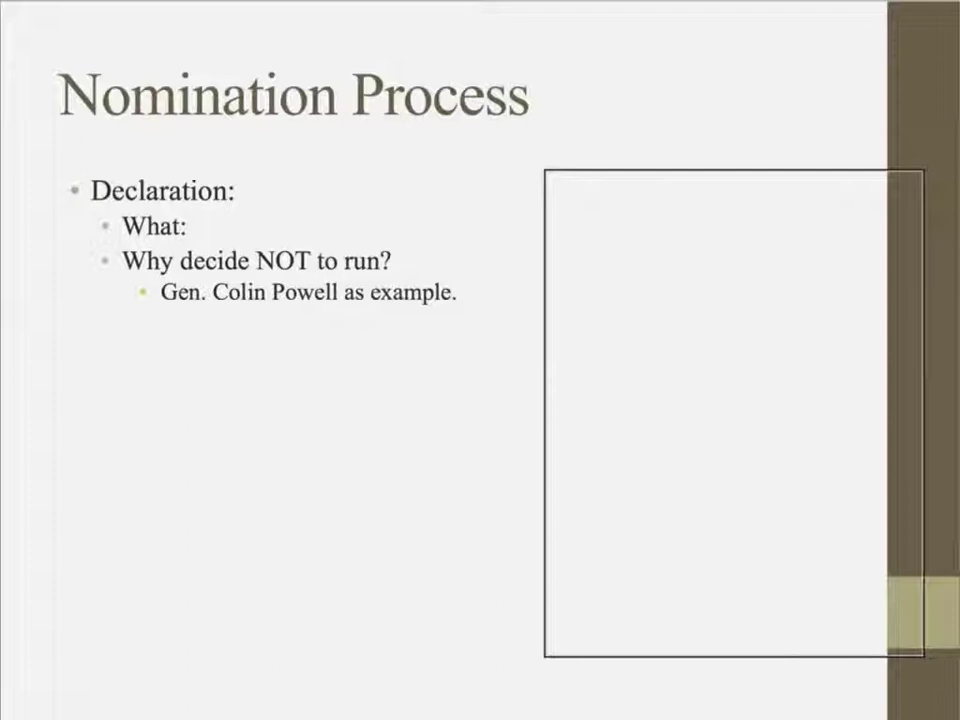 Nomination Process
• Declaration:
• What:
• Why decide NOT to run?
• Gen. Colin Powell as example.